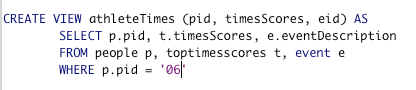 CREATE VIEW athleteTimes (pid, timesScores, eid) AS
SELECT p.pid, t.timesScores, e.eventDescription
FROM people p, toptimesscores t, event e
WHERE p.pid = '06'